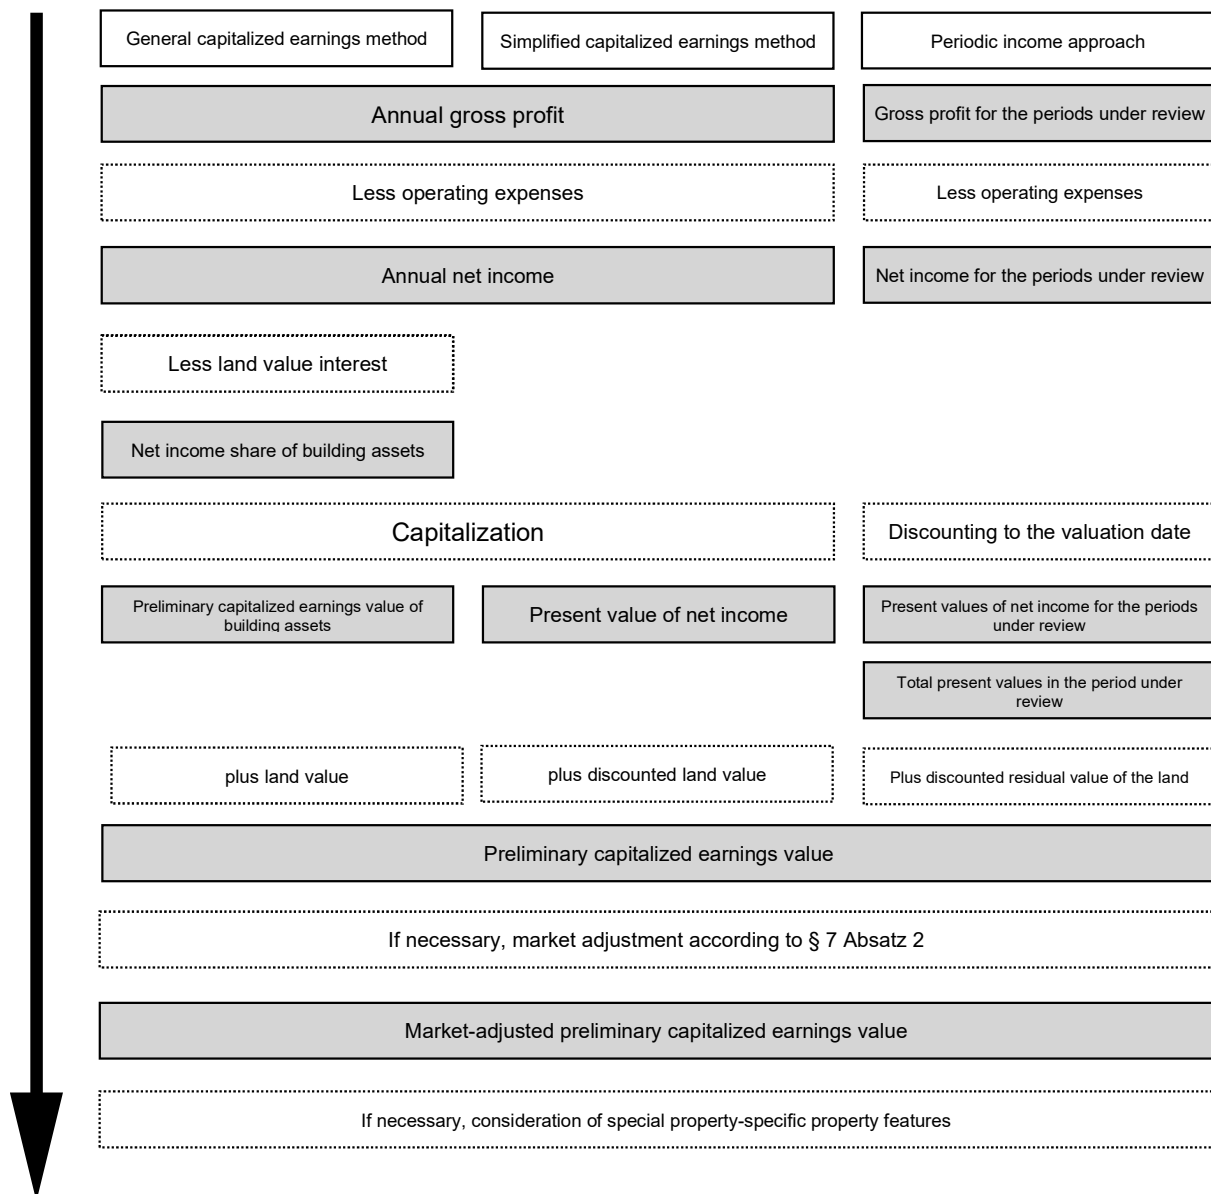 General capitalized earnings method
Simplified capitalized earnings method
Periodic income approach
Annual gross profit
Gross profit for the periods under review
Less operating expenses
Less operating expenses
Annual net income
Net income for the periods under review
Less land value interest
Net income share of building assets
Capitalization
Discounting to the valuation date
Preliminary capitalized earnings value of
building assets
Present value of net income
Present values of net income for the periods
under review
Total present values in the period under
review
plus land value
plus discounted land value
Plus discounted residual value of the land
Preliminary capitalized earnings value
If necessary, market adjustment according to § 7 Absatz 2
Market-adjusted preliminary capitalized earnings value
If necessary, consideration of special property-specific property features